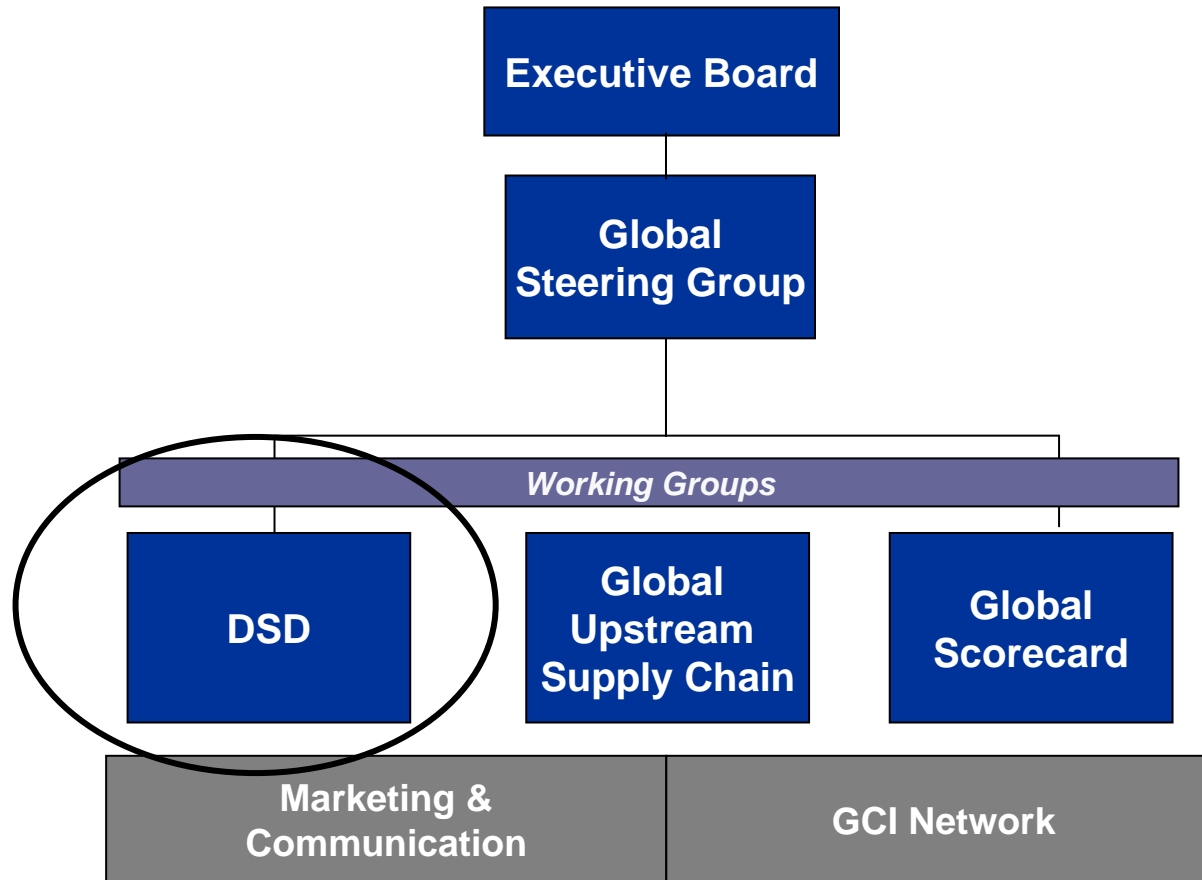 Executive Board
Global
Steering Group
Working Groups
DSD
Global
Upstream
Supply Chain
Global
Scorecard
Marketing &
Communication
GCI Network